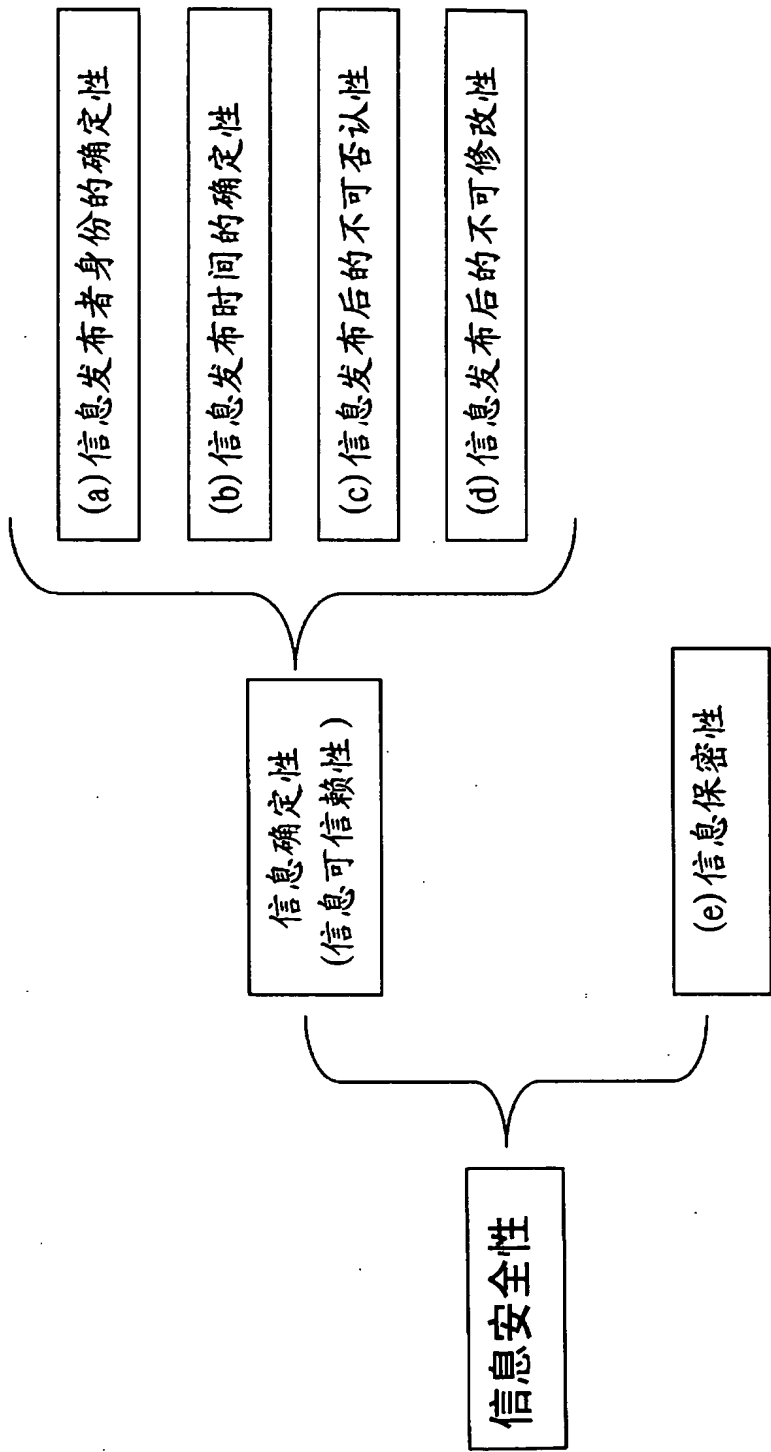 信息安全性
信息确定性
(信息可信赖性)
(a)信息发布者身份的确定性
(b)信息发布时间的确定性
(c)信息发布后的不可否认性
(d)信息发布后的不可修改性
(e)信息保密性